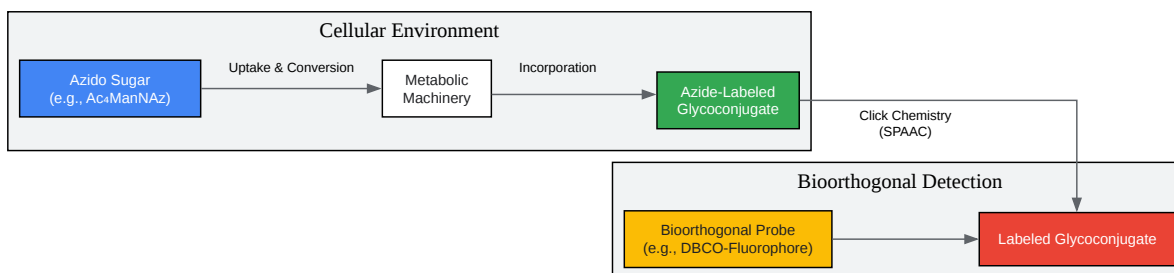 Cellular Environment
Azido Sugar
(e.g., Ac₄ManNAz)
Uptake & Conversion
Metabolic
Machinery
Incorporation
Azide-Labeled
Glycoconjugate
Click Chemistry
(SPAAC)
Bioorthogonal Detection
Bioorthogonal Probe
(e.g., DBCO-Fluorophore)
Labeled Glycoconjugate